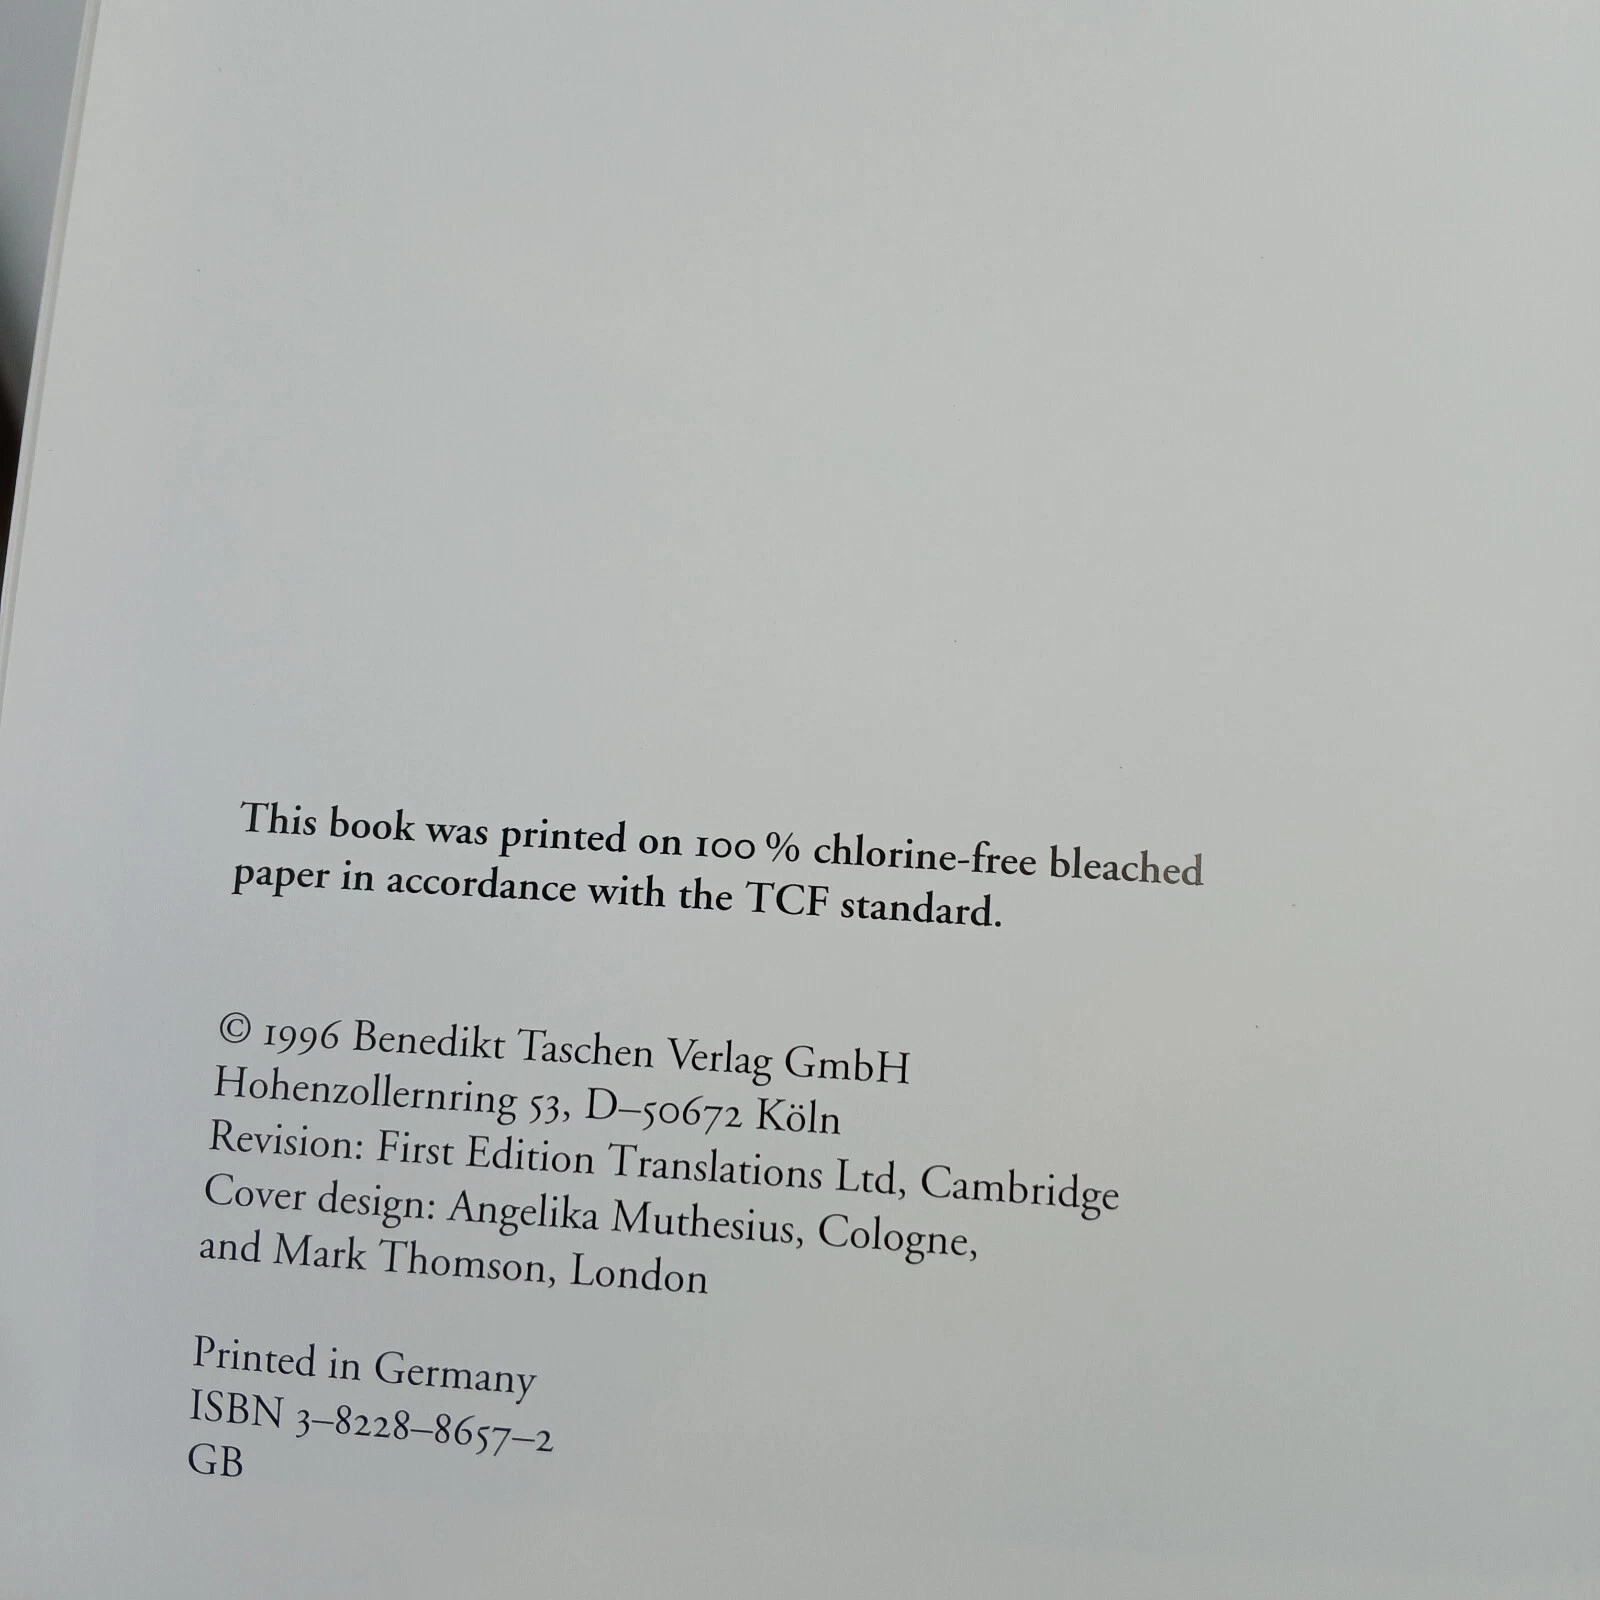 This book was printed on 100 % chlorine-free bleached
paper in accordance with the TCF standard.
© 1996 Benedikt Taschen Verlag GmbH
Hohenzollernring 53, D–50672 Köln
Revision: First Edition Translations Ltd, Cambridge
Cover design: Angelika Muthesius, Cologne,
and Mark Thomson, London
Printed in Germany
ISBN 3–8228–8657–2
GB